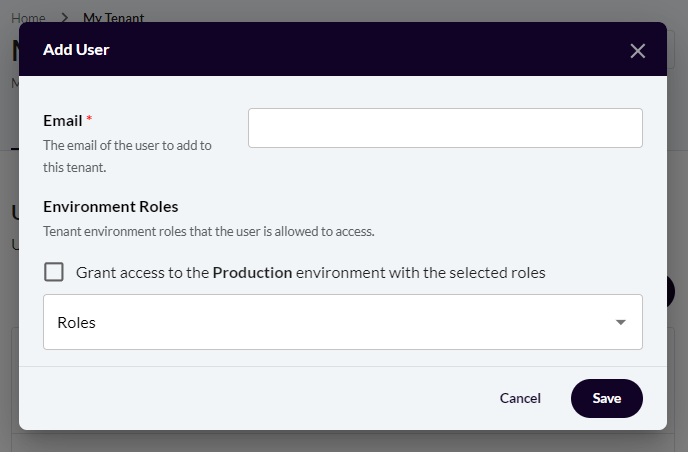 Home > My Tenant
Add User
Email *
The email of the user to add to
this tenant.
Environment Roles
Tenant environment roles that the user is allowed to access.
Grant access to the Production environment with the selected roles
Roles
Cancel
Save